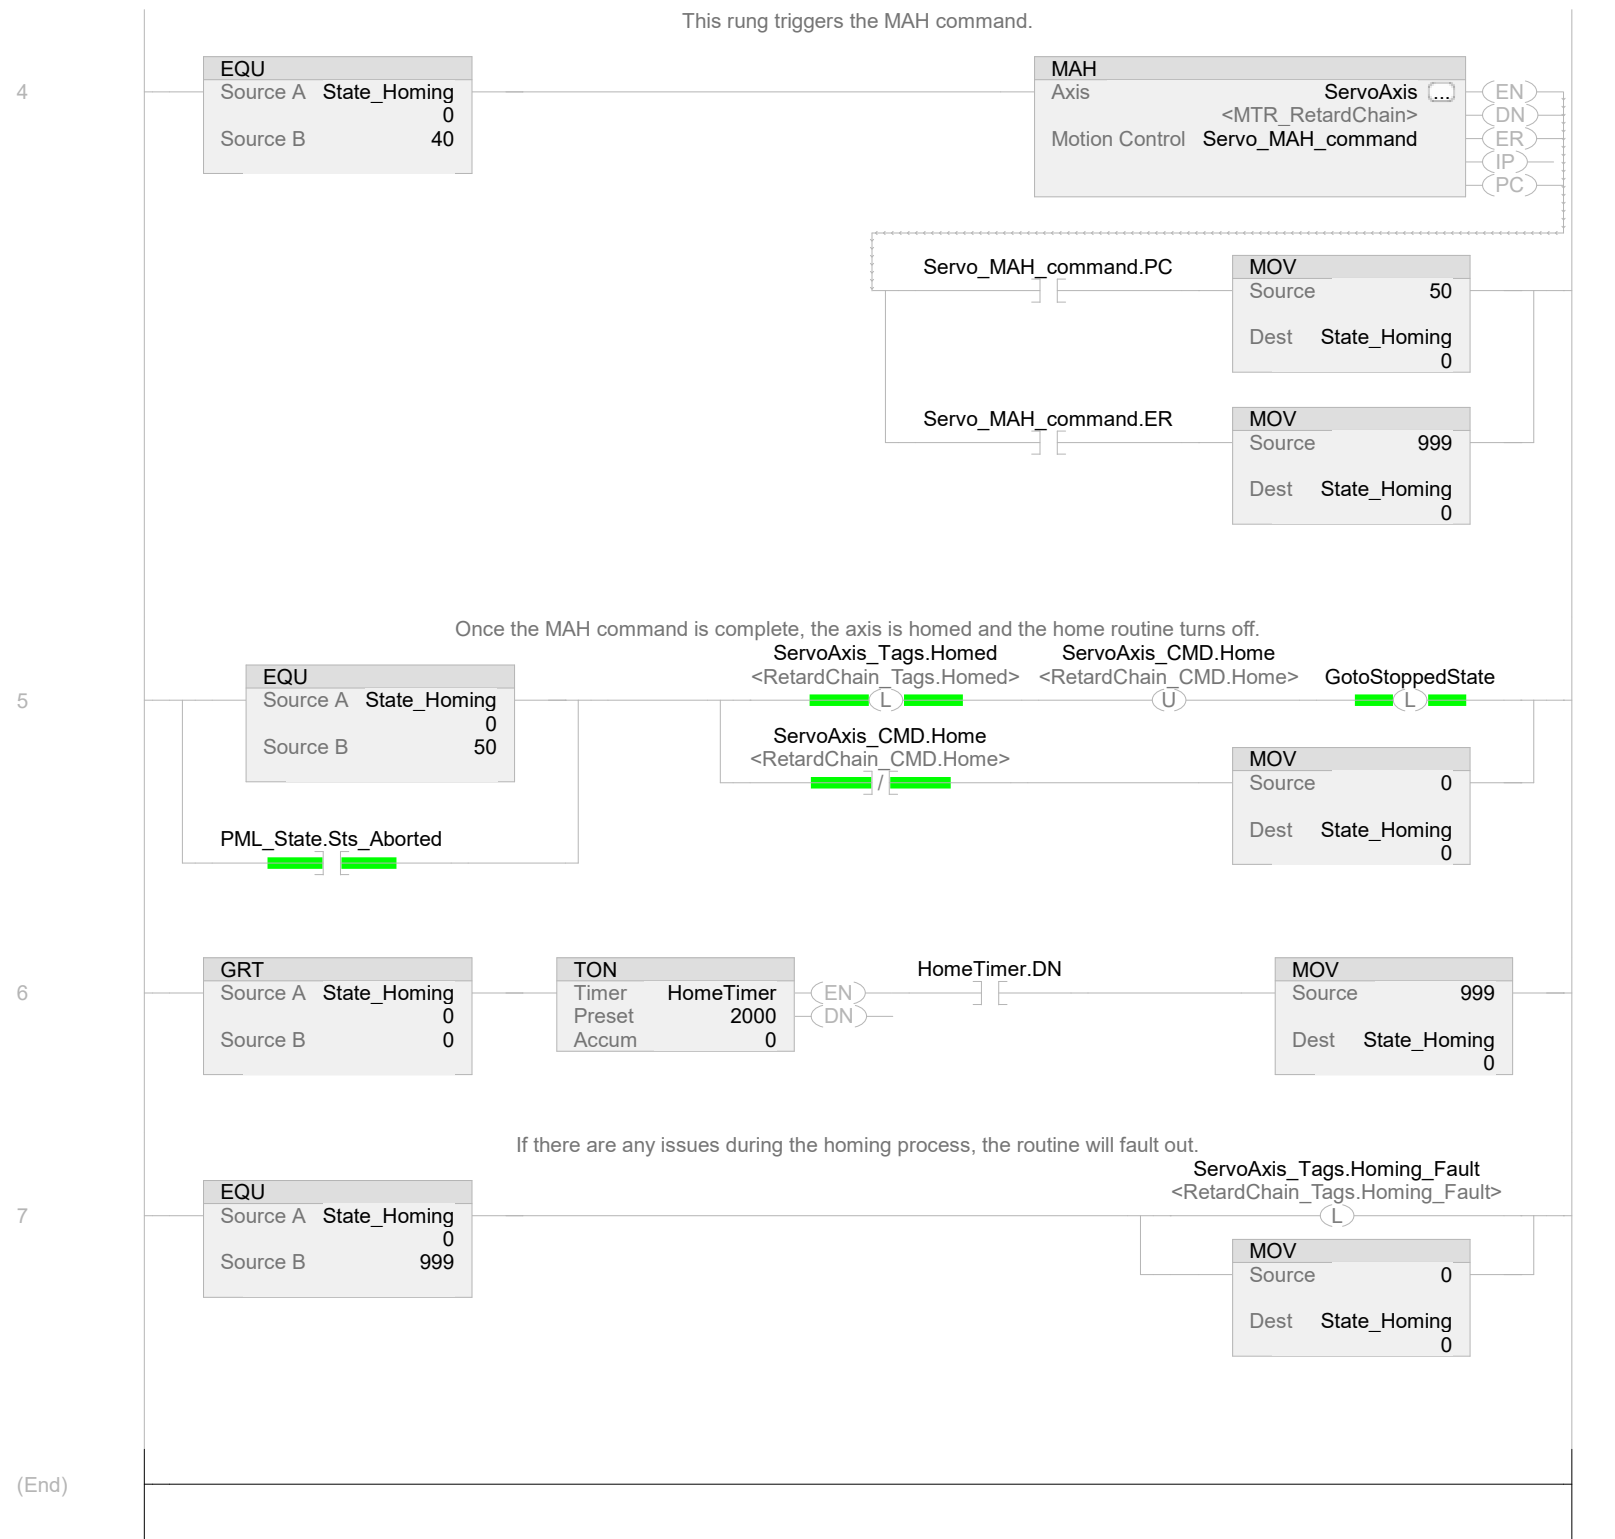 This rung triggers the MAH command.
4
EQU
Source A State_Homing
0
Source B 40
MAH
Axis ServoAxis ...
<MTR_RetardChain>
Motion Control Servo_MAH_command
EN
DN
ER
IP
PC
Servo_MAH_command.PC
MOV
Source 50
Dest State_Homing
0
Servo_MAH_command.ER
MOV
Source 999
Dest State_Homing
0
Once the MAH command is complete, the axis is homed and the home routine turns off.
5
EQU
Source A State_Homing
0
Source B 50
PML_State.Sts_Aborted
ServoAxis_Tags.Homed
<RetardChain_Tags.Homed>
L
ServoAxis_CMD.Home
<RetardChain_CMD.Home>
U
GotoStoppedState
L
ServoAxis_CMD.Home
<RetardChain_CMD.Home>
/
MOV
Source 0
Dest State_Homing
0
6
GRT
Source A State_Homing
0
Source B 0
TON
Timer HomeTimer
Preset 2000
Accum 0
EN
DN
HomeTimer.DN
MOV
Source 999
Dest State_Homing
0
If there are any issues during the homing process, the routine will fault out.
7
EQU
Source A State_Homing
0
Source B 999
ServoAxis_Tags.Homing_Fault
<RetardChain_Tags.Homing_Fault>
L
MOV
Source 0
Dest State_Homing
0
(End)